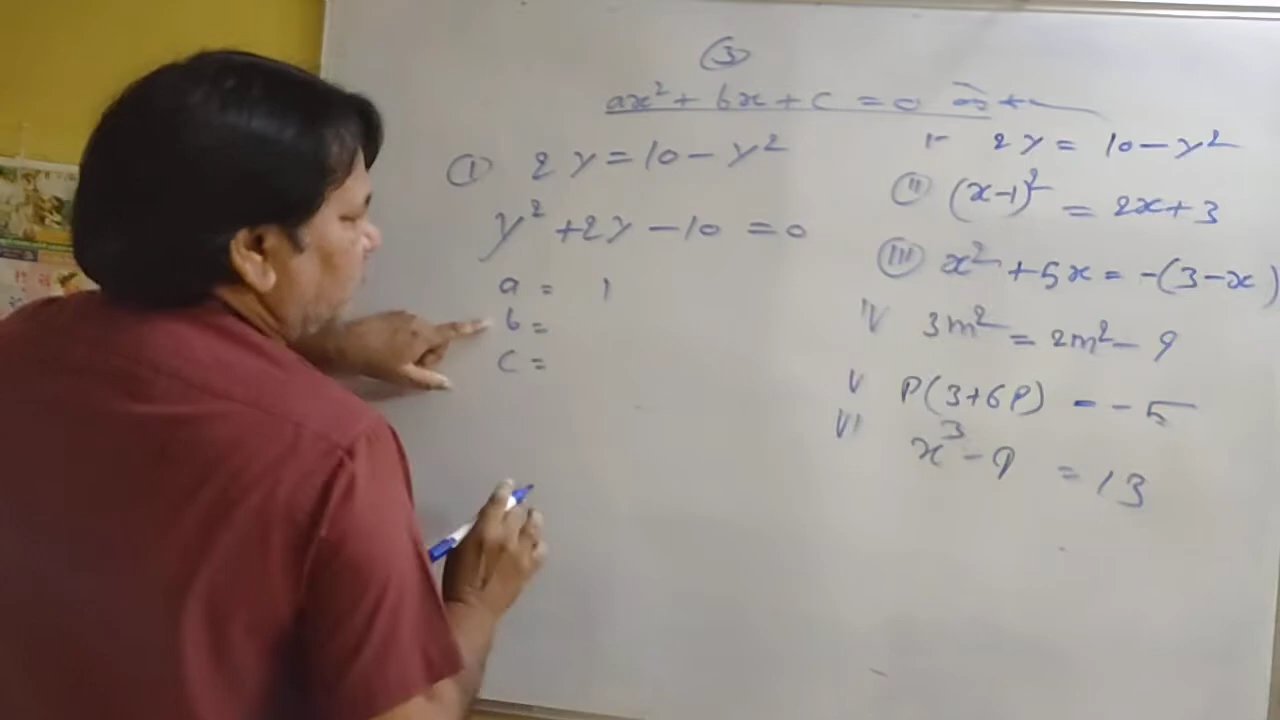 ③
ax² + bx + c = 0
① 2y = 10 - y²
y² + 2y - 10 = 0
a = 1
b =
c =
I- 2y = 10 - y²
(II) (x-1)² = 2x + 3
(III) x² + 5x = -(3-x)
IV 3m² = 2m² - 9
V P(3+6P) = -5
VI x³ - 9 = 13